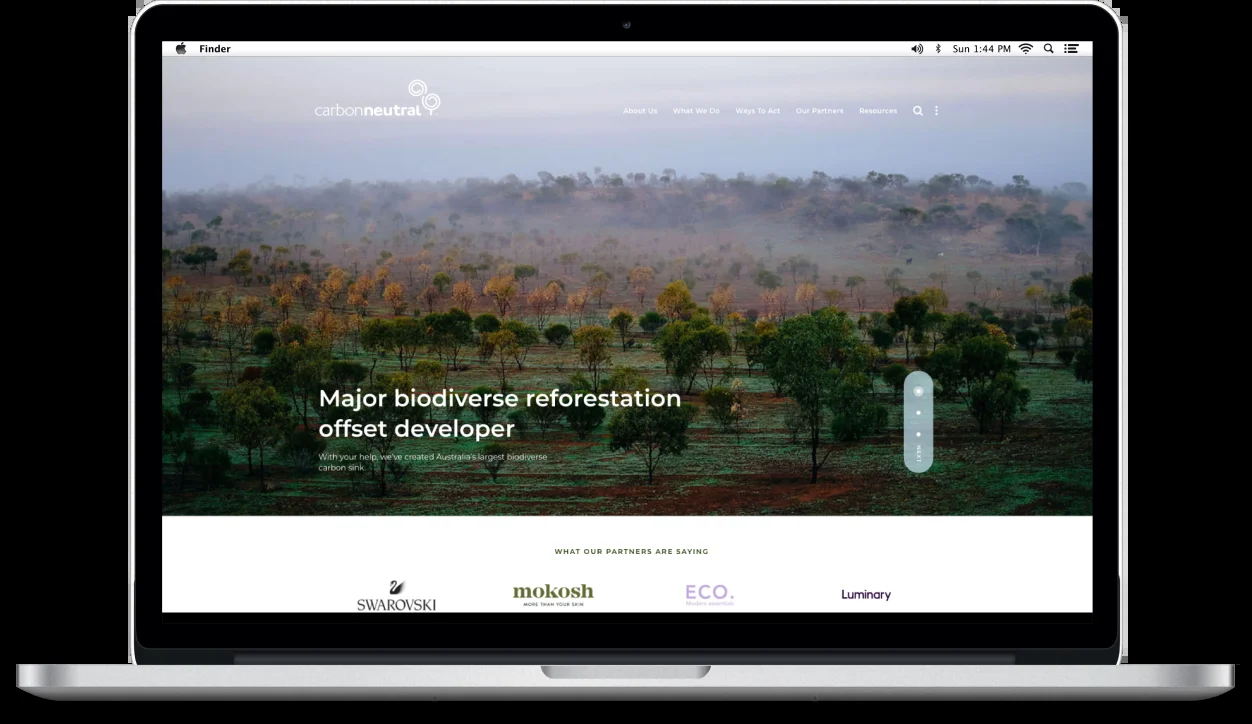 Finder
Sun 1:44 PM
carbonneutral
About Us What We Do Ways To Act Our Partners Resources
Major biodiverse reforestation
offset developer
With your help, we've created Australia's largest biodiverse
carbon sink
NEXT
WHAT OUR PARTNERS ARE SAYING
SWAROVSKI
mokosh
MORE THAN YOUR SKIN
ECO.
Modern essentials
Luminary